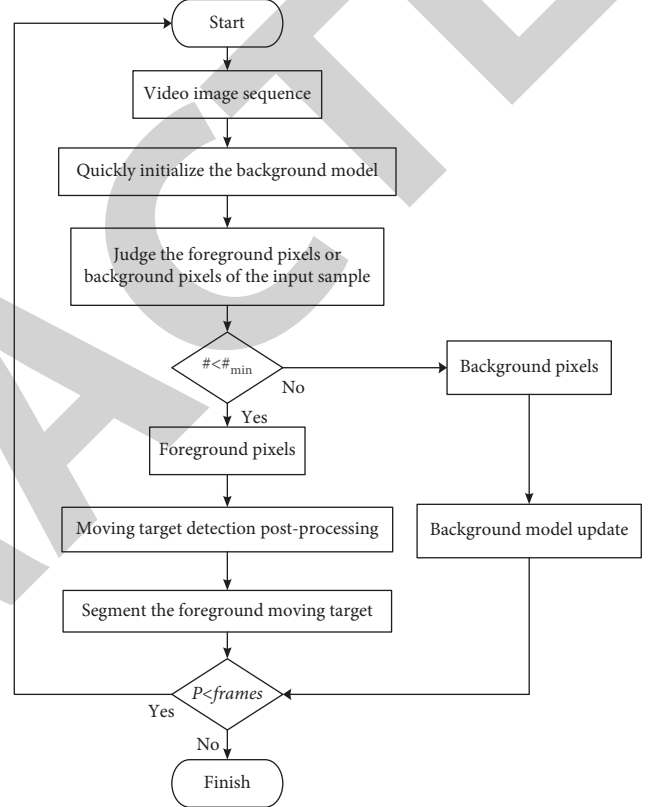 Start
Video image sequence
Quickly initialize the background model
Judge the foreground pixels or
background pixels of the input sample
#<#min
No
Background pixels
Yes
Foreground pixels
Moving target detection post-processing
Background model update
Segment the foreground moving target
P<frames
Yes
No
Finish